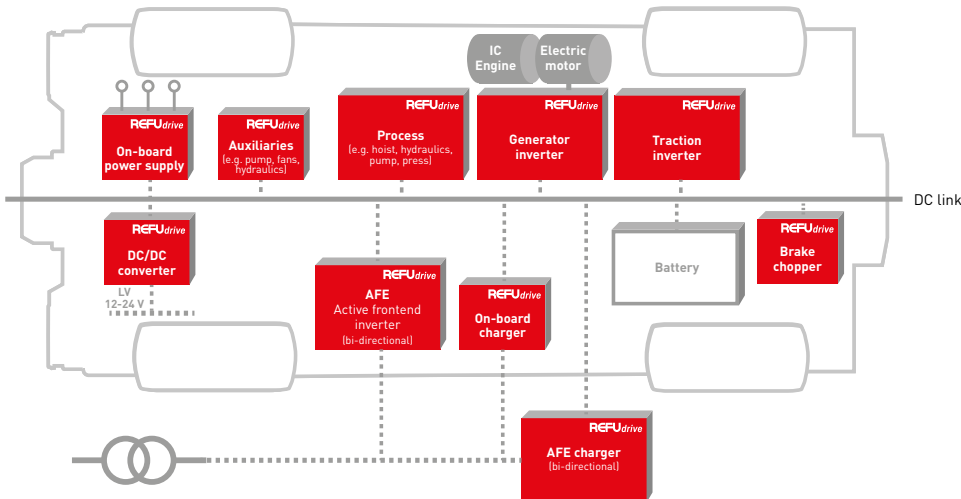 IC
Engine
Electric
motor
REFUdrive
On-board
power supply
REFUdrive
Auxiliaries
(e.g. pump, fans,
hydraulics)
REFUdrive
Process
(e.g. hoist, hydraulics,
pump, press)
REFUdrive
Generator
inverter
REFUdrive
Traction
inverter
DC link
REFUdrive
DC/DC
converter
LV
12-24 V
REFUdrive
AFE
Active frontend
inverter
(bi-directional)
REFUdrive
On-board
charger
Battery
REFUdrive
Brake
chopper
REFUdrive
AFE charger
(bi-directional)